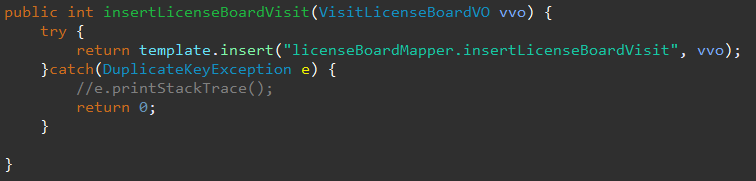 public int insertLicenseBoardVisit(VisitLicenseBoardVO vvo) {
    try {
        return template.insert("licenseBoardMapper.insertLicenseBoardVisit", vvo);
    }catch(DuplicateKeyException e) {
        //e.printStackTrace();
        return 0;
    }
}